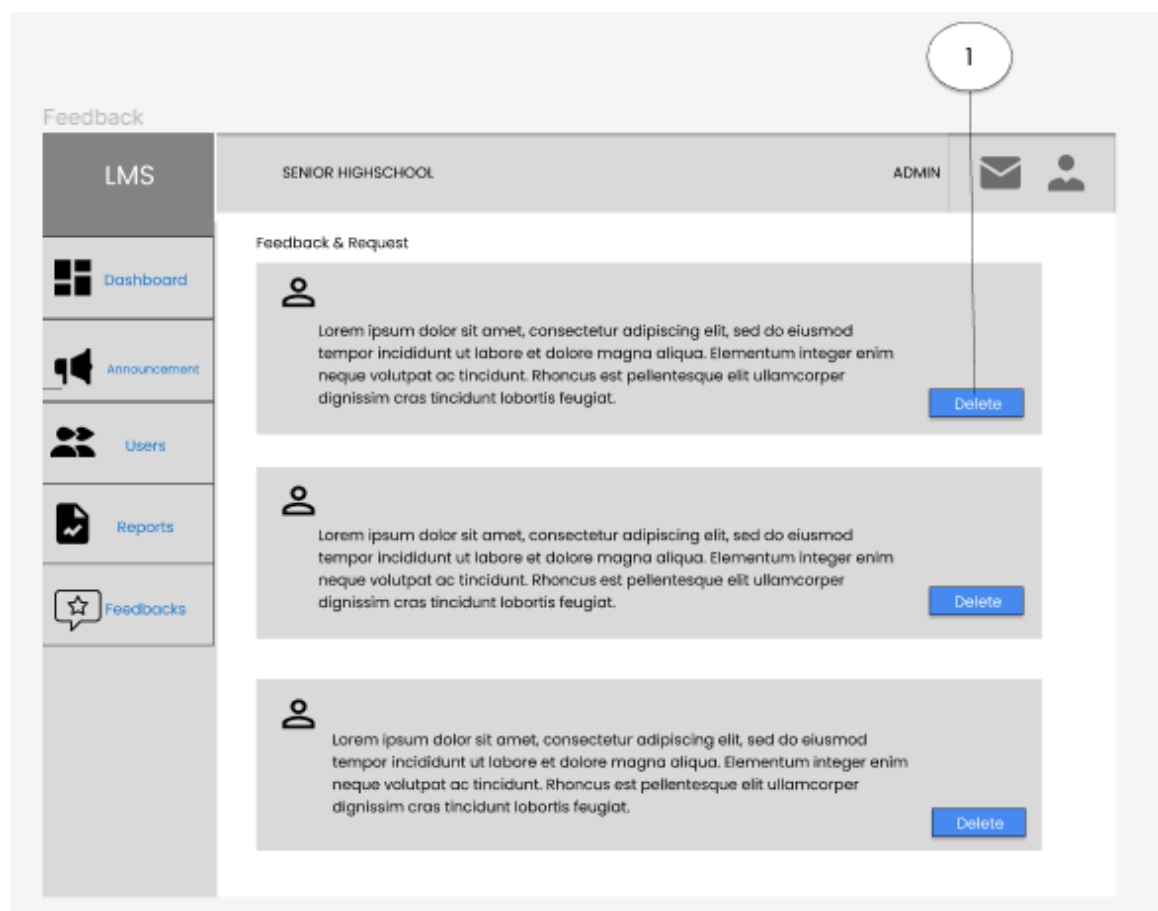 1
Feedback
LMS
SENIOR HIGHSCHOOL
ADMIN
Dashboard
Announcement
Users
Reports
Feedbacks
Feedback & Request
Lorem ipsum dolor sit amet, consectetur adipiscing elit, sed do eiusmod
tempor incididunt ut labore et dolore magna aliqua. Elementum integer enim
neque volutpat ac tincidunt. Rhoncus est pellentesque elit ullamcorper
dignissim cras tincidunt lobortis feugiat.
Delete
Lorem ipsum dolor sit amet, consectetur adipiscing elit, sed do eiusmod
tempor incididunt ut labore et dolore magna aliqua. Elementum integer enim
neque volutpat ac tincidunt. Rhoncus est pellentesque elit ullamcorper
dignissim cras tincidunt lobortis feugiat.
Delete
Lorem ipsum dolor sit amet, consectetur adipiscing elit, sed do eiusmod
tempor incididunt ut labore et dolore magna aliqua. Elementum integer enim
neque volutpat ac tincidunt. Rhoncus est pellentesque elit ullamcorper
dignissim cras tincidunt lobortis feugiat.
Delete